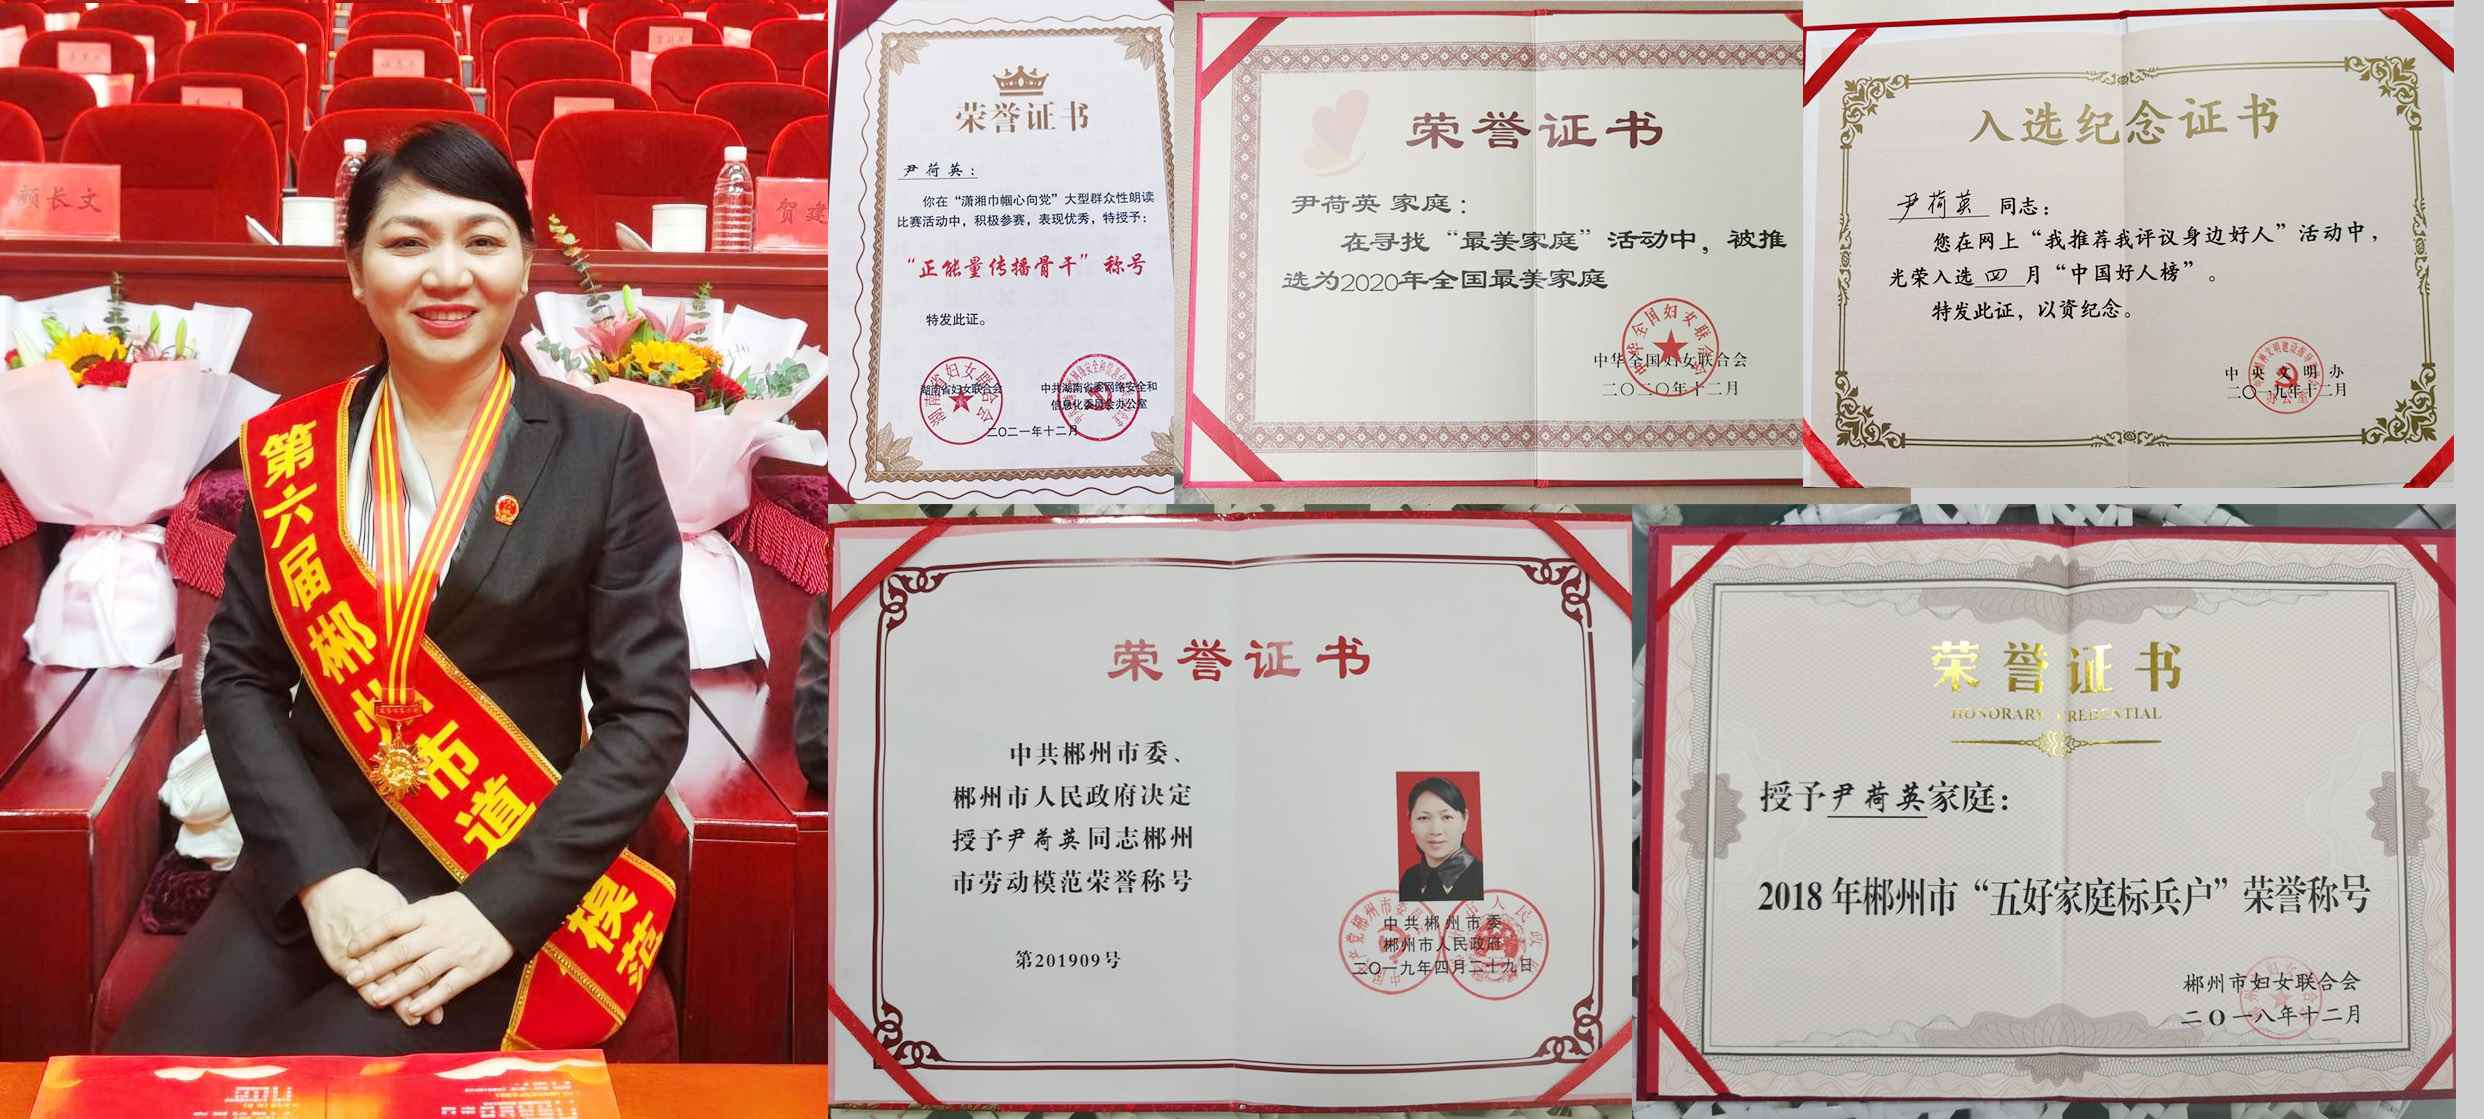 颜长文
贺建
第六届郴州市道
模范
荣誉证书
尹荷英：
你在“潇湘巾帼心向党”大型群众性朗读
比赛活动中，积极参赛，表现优秀，特授予：
“正能量传播骨干”称号
特发此证。
湖南省妇女联合会
中共湖南省委网络安全和
信息化委员会办公室
二〇二一年十二月
荣誉证书
尹荷英 家庭：
在寻找“最美家庭”活动中，被推
选为2020年全国最美家庭
中华全国妇女联合会
二〇二〇年十二月
入选纪念证书
尹荷英 同志：
您在网上“我推荐我评议身边好人”活动中，
光荣入选 四 月“中国好人榜”。
特发此证，以资纪念。
中央文明办
二〇一九年十二月
荣誉证书
中共郴州市委、
郴州市人民政府决定
授予尹荷英同志郴州
市劳动模范荣誉称号
第201909号
中共郴州市委
郴州市人民政府
二〇一九年四月二十九日
荣誉证书
HONORARY CREDENTIAL
授予尹荷英家庭：
2018年郴州市“五好家庭标兵户”荣誉称号
郴州市妇女联合会
二〇一八年十二月